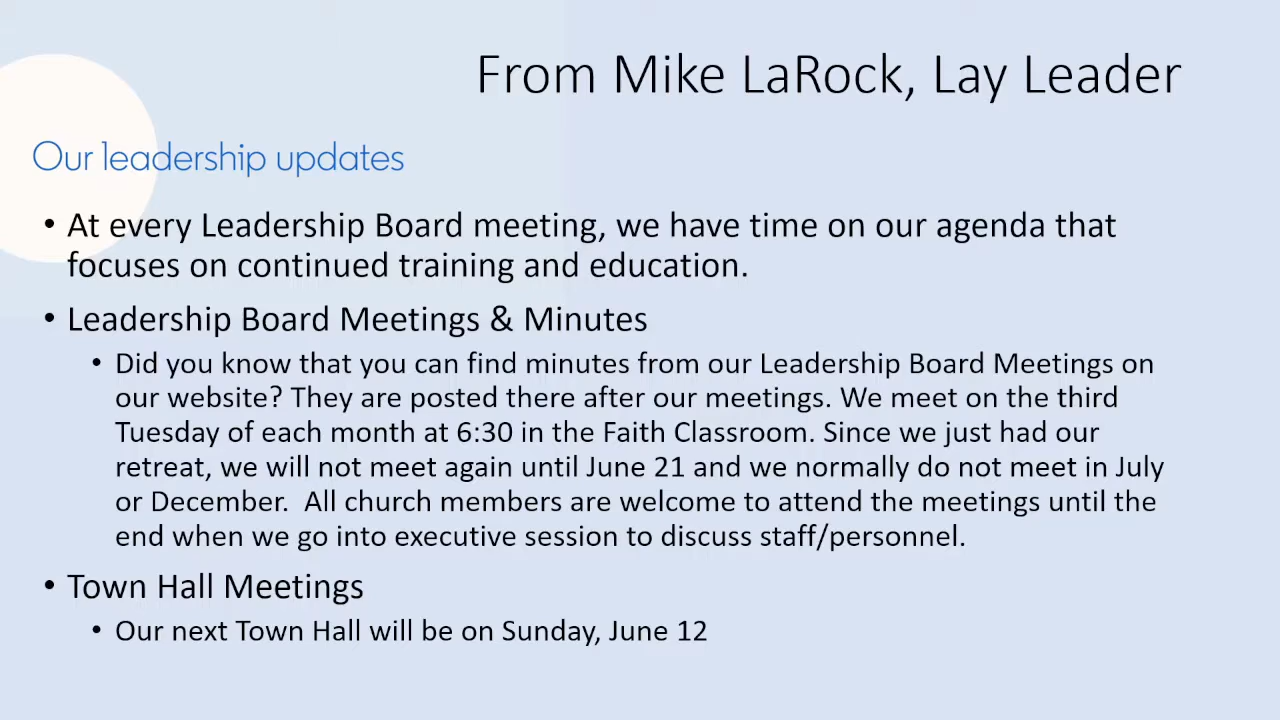 From Mike LaRock, Lay Leader
Our leadership updates
• At every Leadership Board meeting, we have time on our agenda that
focuses on continued training and education.
• Leadership Board Meetings & Minutes
• Did you know that you can find minutes from our Leadership Board Meetings on
our website? They are posted there after our meetings. We meet on the third
Tuesday of each month at 6:30 in the Faith Classroom. Since we just had our
retreat, we will not meet again until June 21 and we normally do not meet in July
or December.  All church members are welcome to attend the meetings until the
end when we go into executive session to discuss staff/personnel.
• Town Hall Meetings
• Our next Town Hall will be on Sunday, June 12